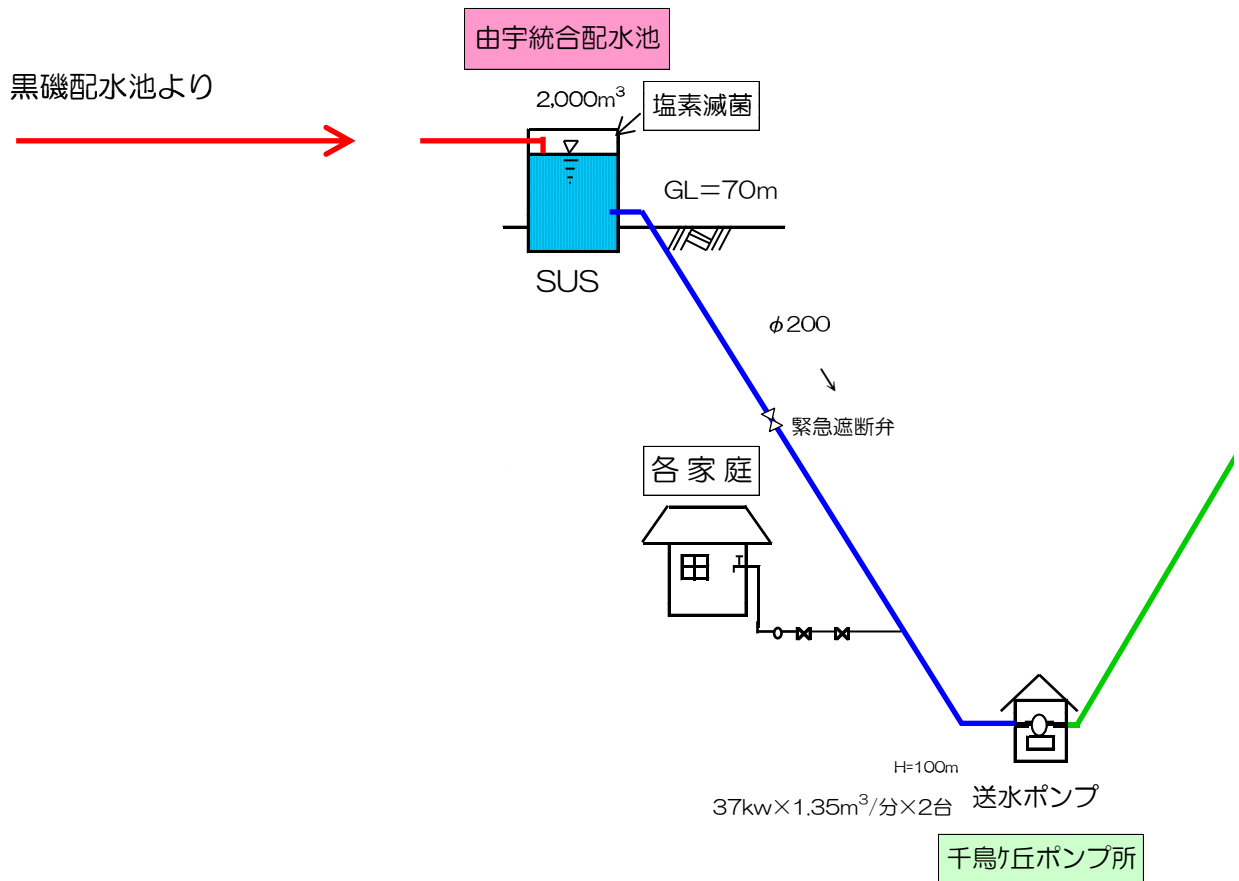 由宇統合配水池
黒磯配水池より
2,000m³
塩素滅菌
GL=70m
SUS
φ200
緊急遮断弁
各家庭
H=100m
37kw×1.35m³/分×2台
送水ポンプ
千鳥ケ丘ポンプ所